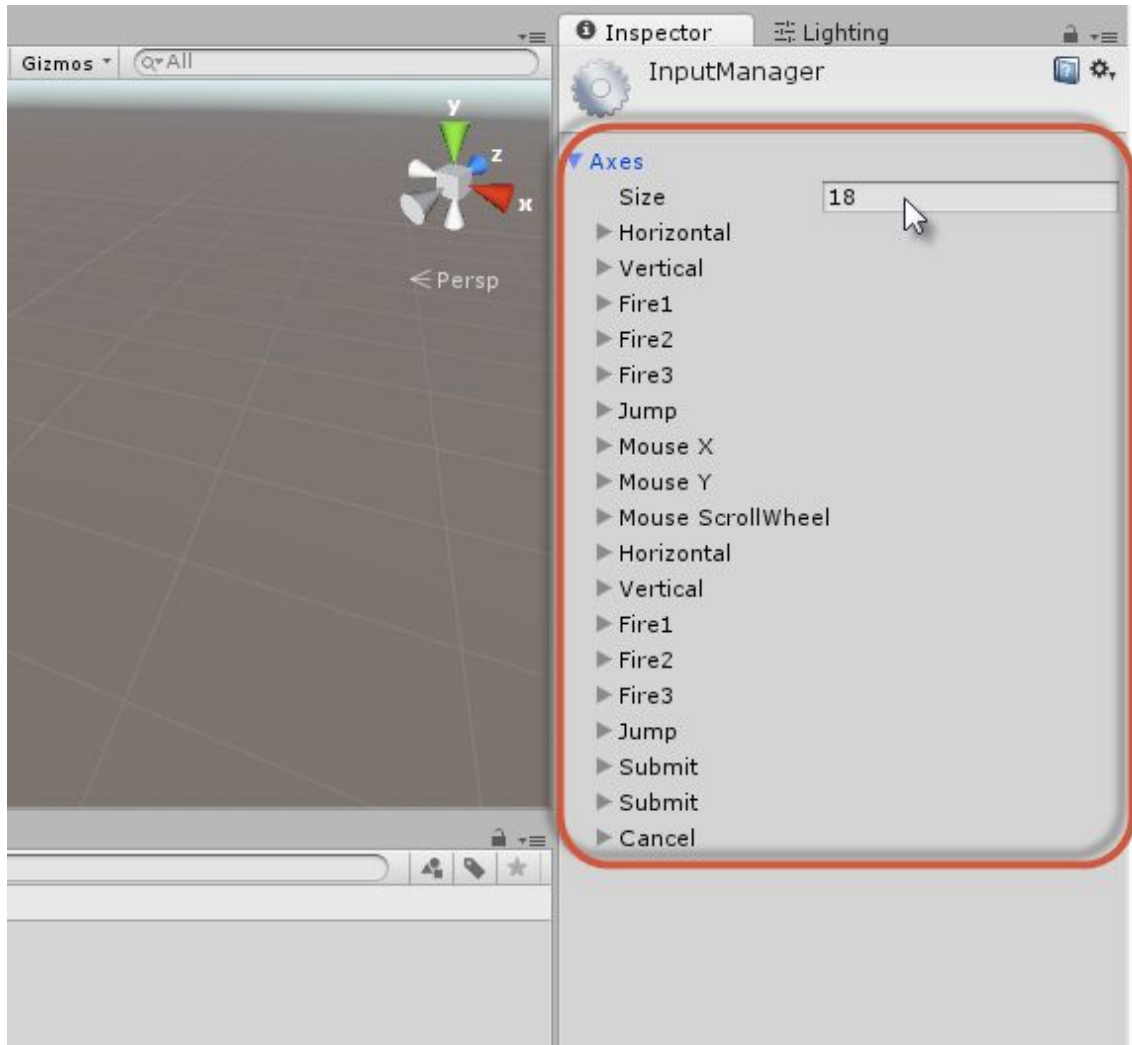 Gizmos
All
y
z
x
Persp
Inspector
Lighting
InputManager
Axes
Size 18
Horizontal
Vertical
Fire1
Fire2
Fire3
Jump
Mouse X
Mouse Y
Mouse ScrollWheel
Horizontal
Vertical
Fire1
Fire2
Fire3
Jump
Submit
Submit
Cancel